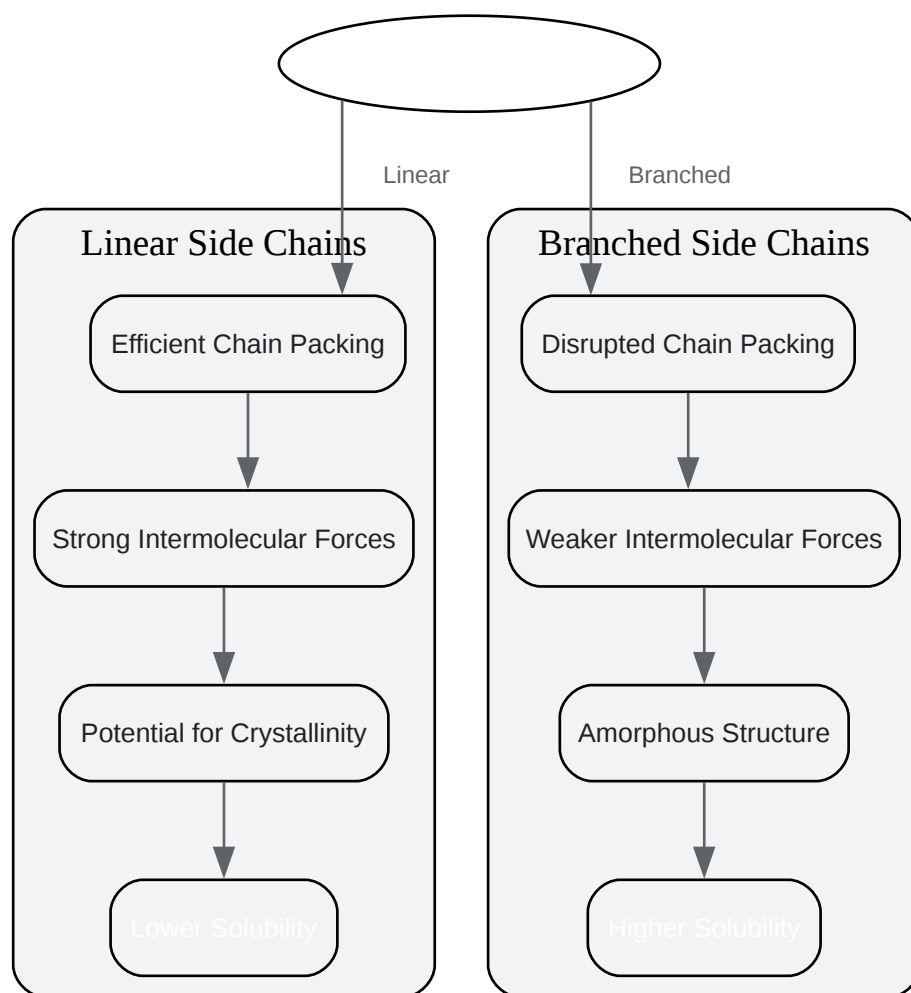 Linear
Branched
Linear Side Chains
Branched Side Chains
Efficient Chain Packing
Disrupted Chain Packing
Strong Intermolecular Forces
Weaker Intermolecular Forces
Potential for Crystallinity
Amorphous Structure
Lower Solubility
Higher Solubility